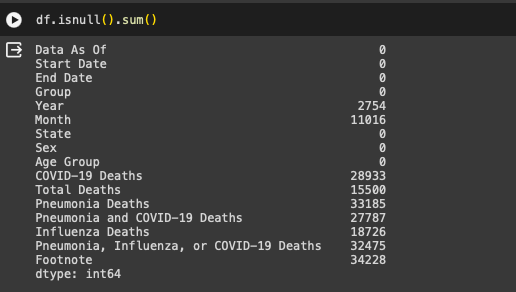 df.isnull().sum()
Data As Of 0
Start Date 0
End Date 0
Group 0
Year 2754
Month 11016
State 0
Sex 0
Age Group 0
COVID-19 Deaths 28933
Total Deaths 15500
Pneumonia Deaths 33185
Pneumonia and COVID-19 Deaths 27787
Influenza Deaths 18726
Pneumonia, Influenza, or COVID-19 Deaths 32475
Footnote 34228
dtype: int64